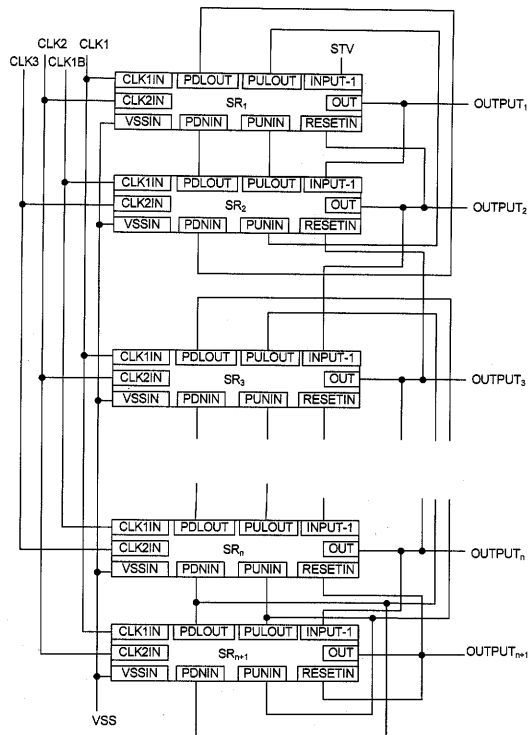 CLK2 CLK1
CLK3 CLK1B
STV
CLK1IN PDLOUT PULOUT INPUT-1
CLK2IN SR1 OUT OUTPUT1
VSSIN PDNIN PUNIN RESETIN
CLK1IN PDLOUT PULOUT INPUT-1
CLK2IN SR2 OUT OUTPUT2
VSSIN PDNIN PUNIN RESETIN
CLK1IN PDLOUT PULOUT INPUT-1
CLK2IN SR3 OUT OUTPUT3
VSSIN PDNIN PUNIN RESETIN
CLK1IN PDLOUT PULOUT INPUT-1
CLK2IN SRn OUT OUTPUTn
VSSIN PDNIN PUNIN RESETIN
CLK1IN PDLOUT PULOUT INPUT-1
CLK2IN SRn+1 OUT OUTPUTn+1
VSSIN PDNIN PUNIN RESETIN
VSS